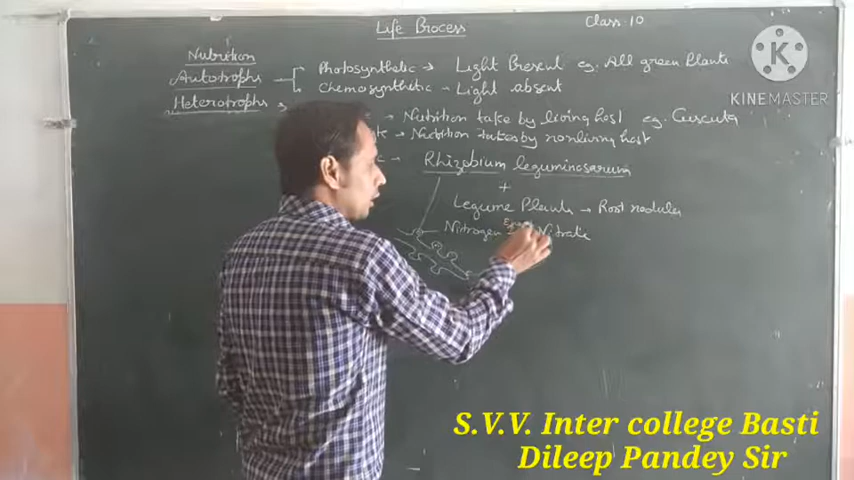 Life Process
Class-10
Nutrition
Autotrophs
Photosynthetic → Light Present eg. All green Plants
Chemosynthetic - Light absent
Heterotrophs
Nutrition take by living host eg. Cuscuta
Nutrition takes by nonliving host
Rhizobium leguminosarum
+
Legume Plants → Root nodules
Nitrogen Nitrate
KINEMASTER
S.V.V. Inter college Basti
Dileep Pandey Sir